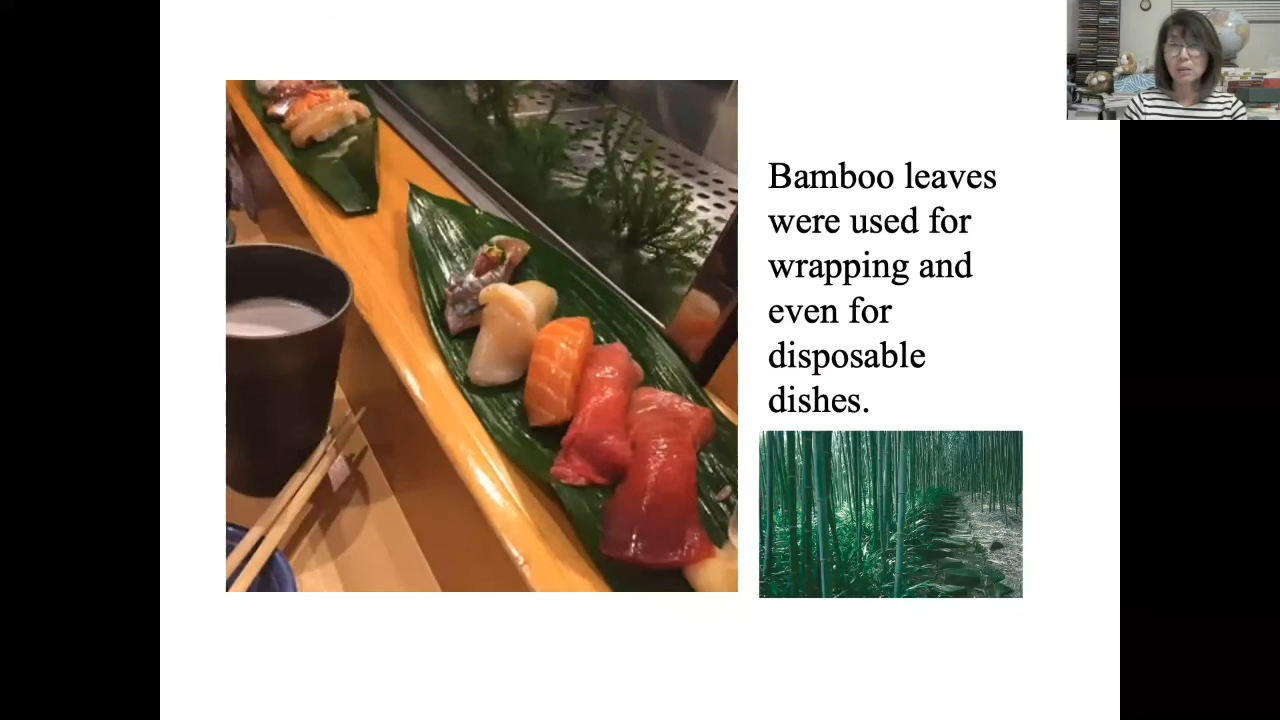 Bamboo leaves
were used for
wrapping and
even for
disposable
dishes.